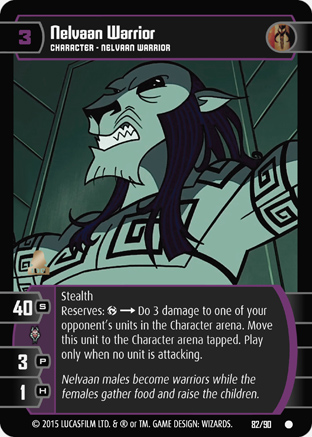 3
Nelvaan Warrior
CHARACTER - NELVAAN WARRIOR
40 S
3 P
1 H
Stealth
Reserves: → Do 3 damage to one of your
opponent's units in the Character arena. Move
this unit to the Character arena tapped. Play
only when no unit is attacking.
Nelvaan males become warriors while the
females gather food and raise the children.
© 2015 LUCASFILM LTD. & ® or TM. GAME DESIGN: WIZARDS.
82/90